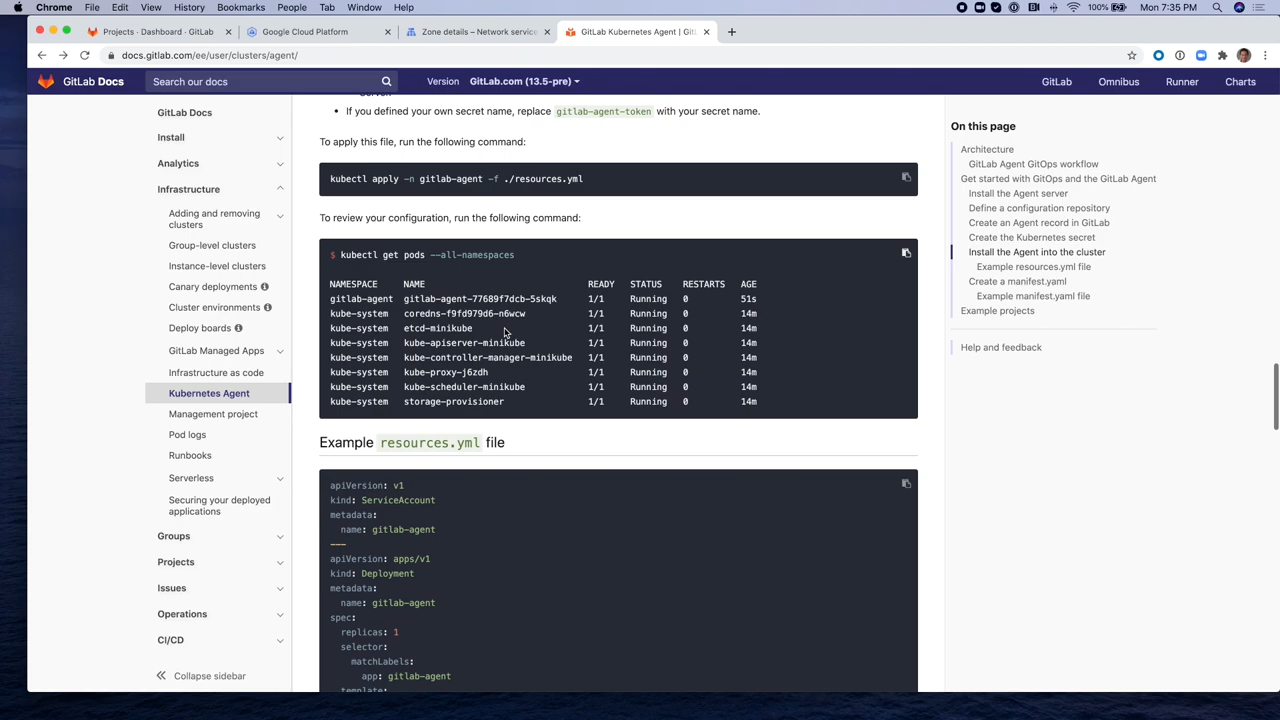 Chrome File Edit View History Bookmarks People Tab Window Help
100% Mon 7:35 PM
Projects · Dashboard · GitLab
Google Cloud Platform
Zone details – Network service
GitLab Kubernetes Agent | GitL
docs.gitlab.com/ee/user/clusters/agent/
GitLab Docs
Search our docs
Version GitLab.com (13.5-pre)
GitLab Omnibus Runner Charts
GitLab Docs
Install
Analytics
Infrastructure
Adding and removing
clusters
Group-level clusters
Instance-level clusters
Canary deployments
Cluster environments
Deploy boards
GitLab Managed Apps
Infrastructure as code
Kubernetes Agent
Management project
Pod logs
Runbooks
Serverless
Securing your deployed
applications
Groups
Projects
Issues
Operations
CI/CD
Collapse sidebar
• If you defined your own secret name, replace gitlab-agent-token with your secret name.
To apply this file, run the following command:
kubectl apply -n gitlab-agent -f ./resources.yml
To review your configuration, run the following command:
$ kubectl get pods --all-namespaces
NAMESPACE NAME READY STATUS RESTARTS AGE
gitlab-agent gitlab-agent-77689f7dcb-5skqk 1/1 Running 0 51s
kube-system coredns-f9fd979d6-n6wcw 1/1 Running 0 14m
kube-system etcd-minikube 1/1 Running 0 14m
kube-system kube-apiserver-minikube 1/1 Running 0 14m
kube-system kube-controller-manager-minikube 1/1 Running 0 14m
kube-system kube-proxy-j6zdh 1/1 Running 0 14m
kube-system kube-scheduler-minikube 1/1 Running 0 14m
kube-system storage-provisioner 1/1 Running 0 14m
Example resources.yml file
apiVersion: v1
kind: ServiceAccount
metadata:
name: gitlab-agent
---
apiVersion: apps/v1
kind: Deployment
metadata:
name: gitlab-agent
spec:
replicas: 1
selector:
matchLabels:
app: gitlab-agent
template:
On this page
Architecture
GitLab Agent GitOps workflow
Get started with GitOps and the GitLab Agent
Install the Agent server
Define a configuration repository
Create an Agent record in GitLab
Create the Kubernetes secret
Install the Agent into the cluster
Example resources.yml file
Create a manifest.yaml
Example manifest.yaml file
Example projects
Help and feedback